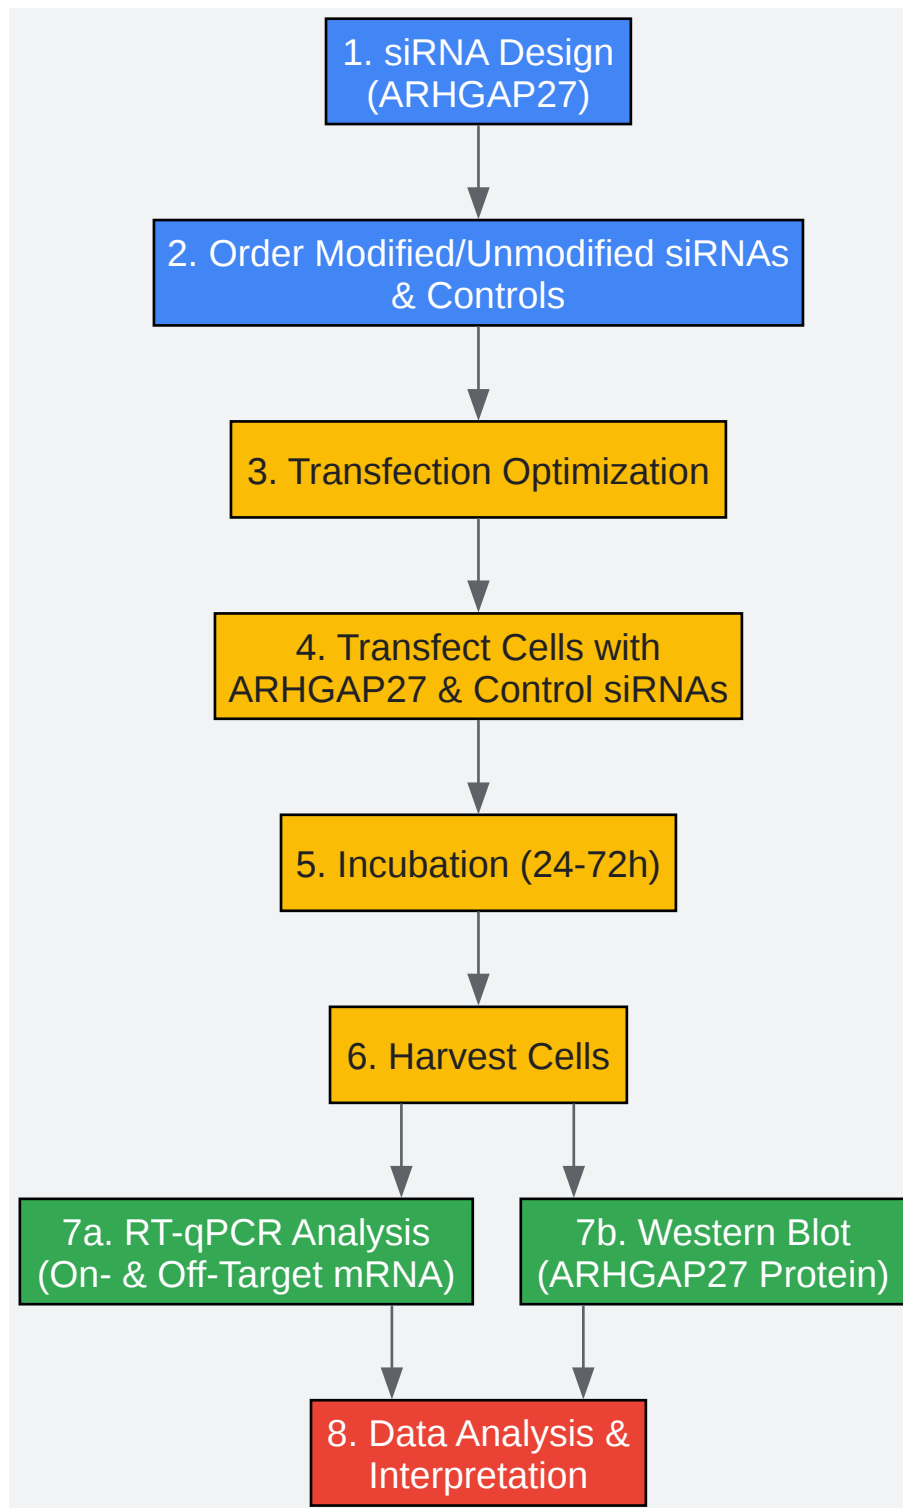 1. siRNA Design
(ARHGAP27)
2. Order Modified/Unmodified siRNAs
& Controls
3. Transfection Optimization
4. Transfect Cells with
ARHGAP27 & Control siRNAs
5. Incubation (24-72h)
6. Harvest Cells
7a. RT-qPCR Analysis
(On- & Off-Target mRNA)
7b. Western Blot
(ARHGAP27 Protein)
8. Data Analysis &
Interpretation